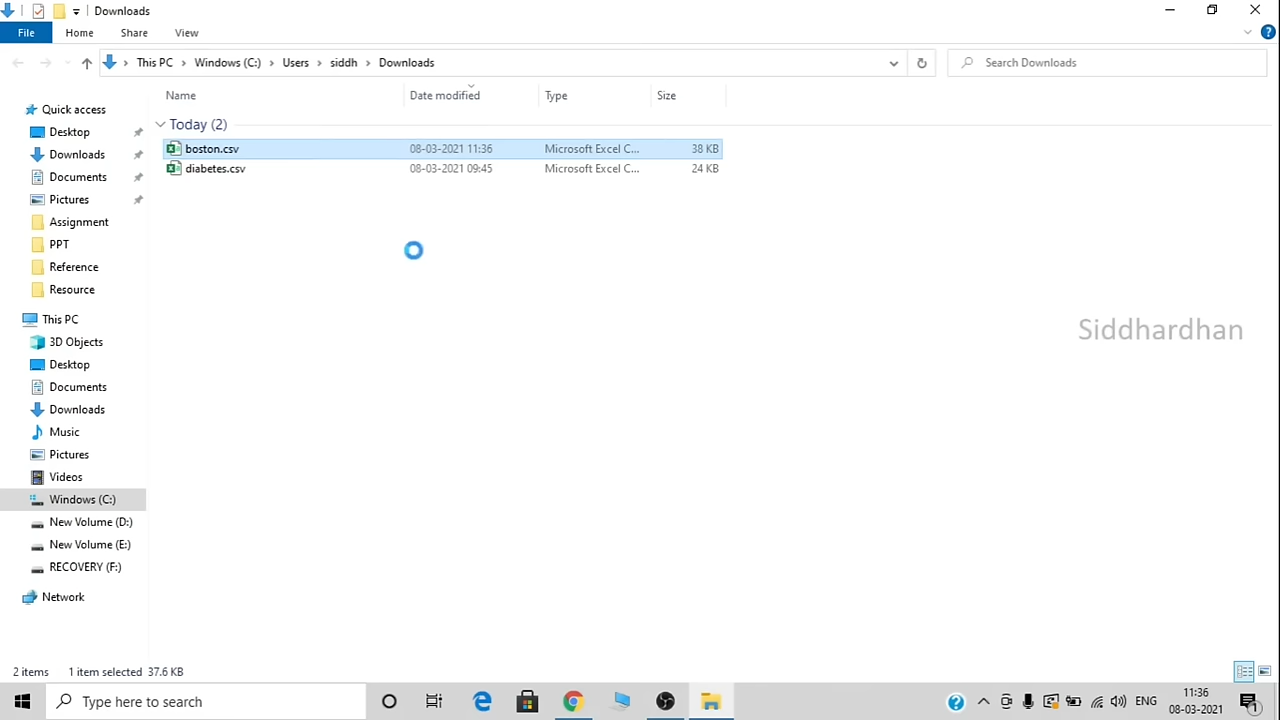 Downloads
File Home Share View
This PC Windows (C:) Users siddh Downloads
Search Downloads
Name Date modified Type Size
Today (2)
boston.csv 08-03-2021 11:36 Microsoft Excel C... 38 KB
diabetes.csv 08-03-2021 09:45 Microsoft Excel C... 24 KB
Quick access
Desktop
Downloads
Documents
Pictures
Assignment
PPT
Reference
Resource
This PC
3D Objects
Desktop
Documents
Downloads
Music
Pictures
Videos
Windows (C:)
New Volume (D:)
New Volume (E:)
RECOVERY (F:)
Network
Siddhardhan
2 items 1 item selected 37.6 KB
Type here to search
ENG
11:36
08-03-2021
1